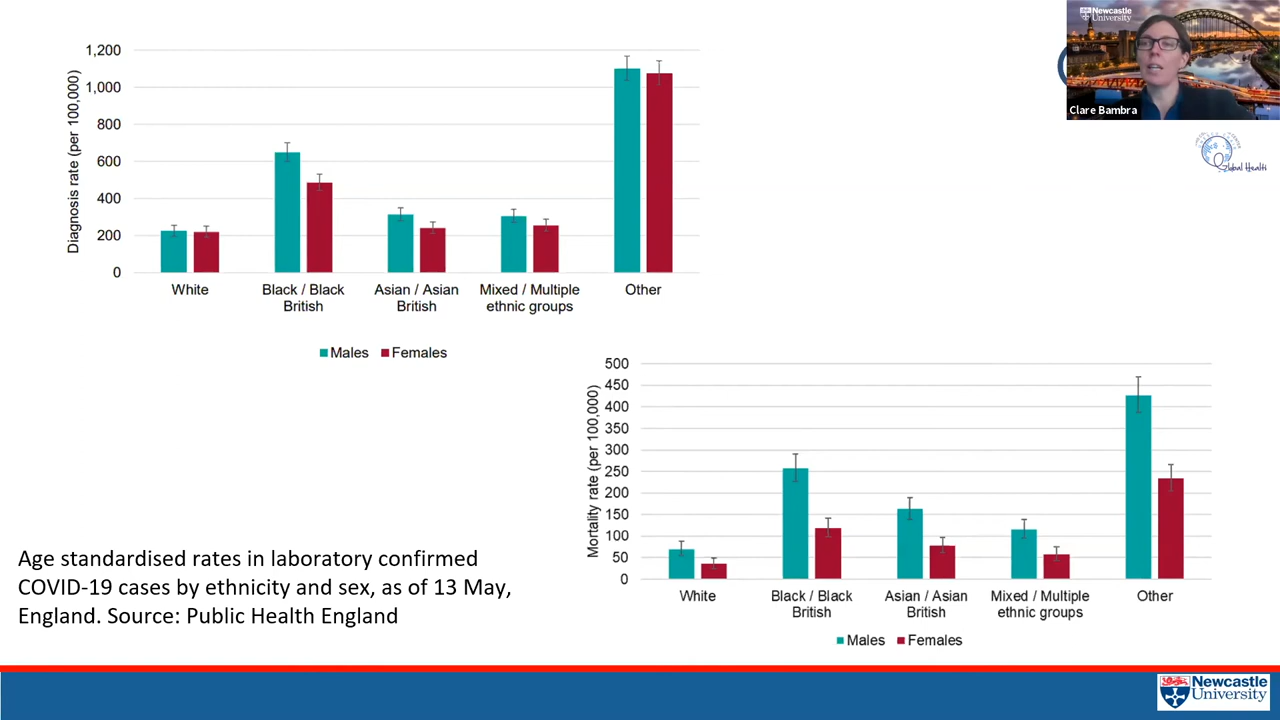 1,200
1,000
800
600
400
200
0
Diagnosis rate (per 100,000)
White
Black / Black
British
Asian / Asian
British
Mixed / Multiple
ethnic groups
Other
Males Females
Newcastle
University
Clare Bambra
Global Health
500
450
400
350
300
250
200
150
100
50
0
Mortality rate (per 100,000)
White
Black / Black
British
Asian / Asian
British
Mixed / Multiple
ethnic groups
Other
Males Females
Age standardised rates in laboratory confirmed
COVID-19 cases by ethnicity and sex, as of 13 May,
England. Source: Public Health England
Newcastle
University